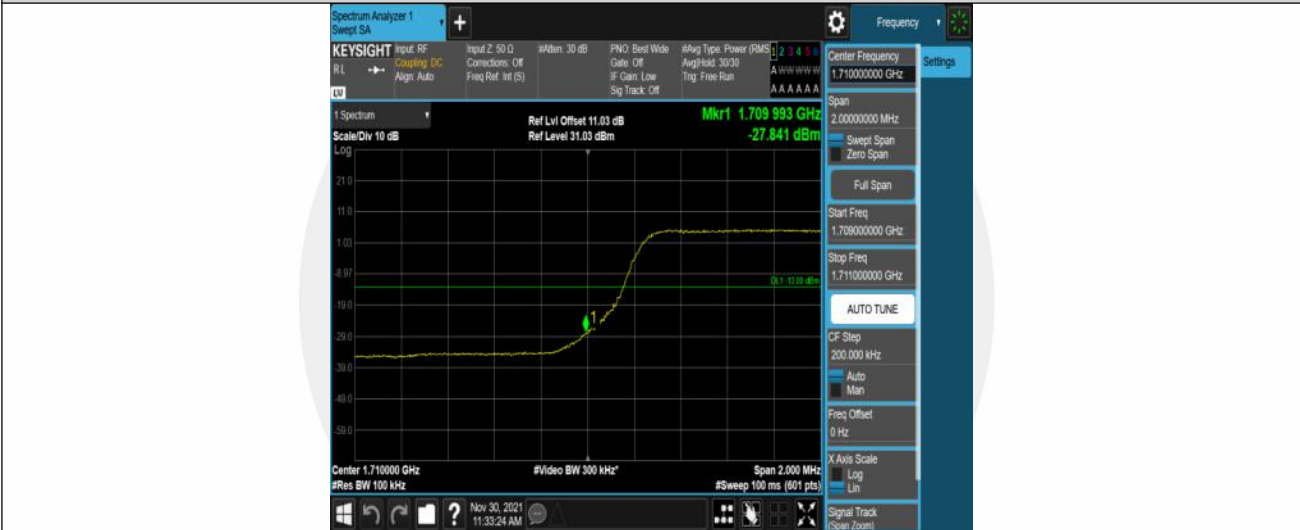 Spectrum Analyzer 1
Swept SA
+
Frequency
KEYSIGHT
RL
Input: RF
Coupling: DC
Align: Auto
Input Z: 50 Ω
Corrections: Off
Freq Ref: Int (S)
#Atten: 30 dB
PNO: Best Wide
Gate: Off
IF Gain: Low
Sig Track: Off
#Avg Type: Power (RMS
Avg|Hold: 30/30
Trig: Free Run
1 2 3 4 5 6
A W W W W W
A A A A A A
1 Spectrum
Scale/Div 10 dB
Log
Ref Lvl Offset 11.03 dB
Ref Level 31.03 dBm
Mkr1 1.709 993 GHz
-27.841 dBm
21.0
11.0
1.03
-8.97
-19.0
-29.0
-39.0
-49.0
-59.0
DL1 -13.00 dBm
1
Center 1.710000 GHz
#Res BW 100 kHz
#Video BW 300 kHz*
Span 2.000 MHz
#Sweep 100 ms (601 pts)
Nov 30, 2021
11:33:24 AM
?
Center Frequency
1.710000000 GHz
Settings
Span
2.00000000 MHz
Swept Span
Zero Span
Full Span
Start Freq
1.709000000 GHz
Stop Freq
1.711000000 GHz
AUTO TUNE
CF Step
200.000 kHz
Auto
Man
Freq Offset
0 Hz
X Axis Scale
Log
Lin
Signal Track
(Span Zoom)